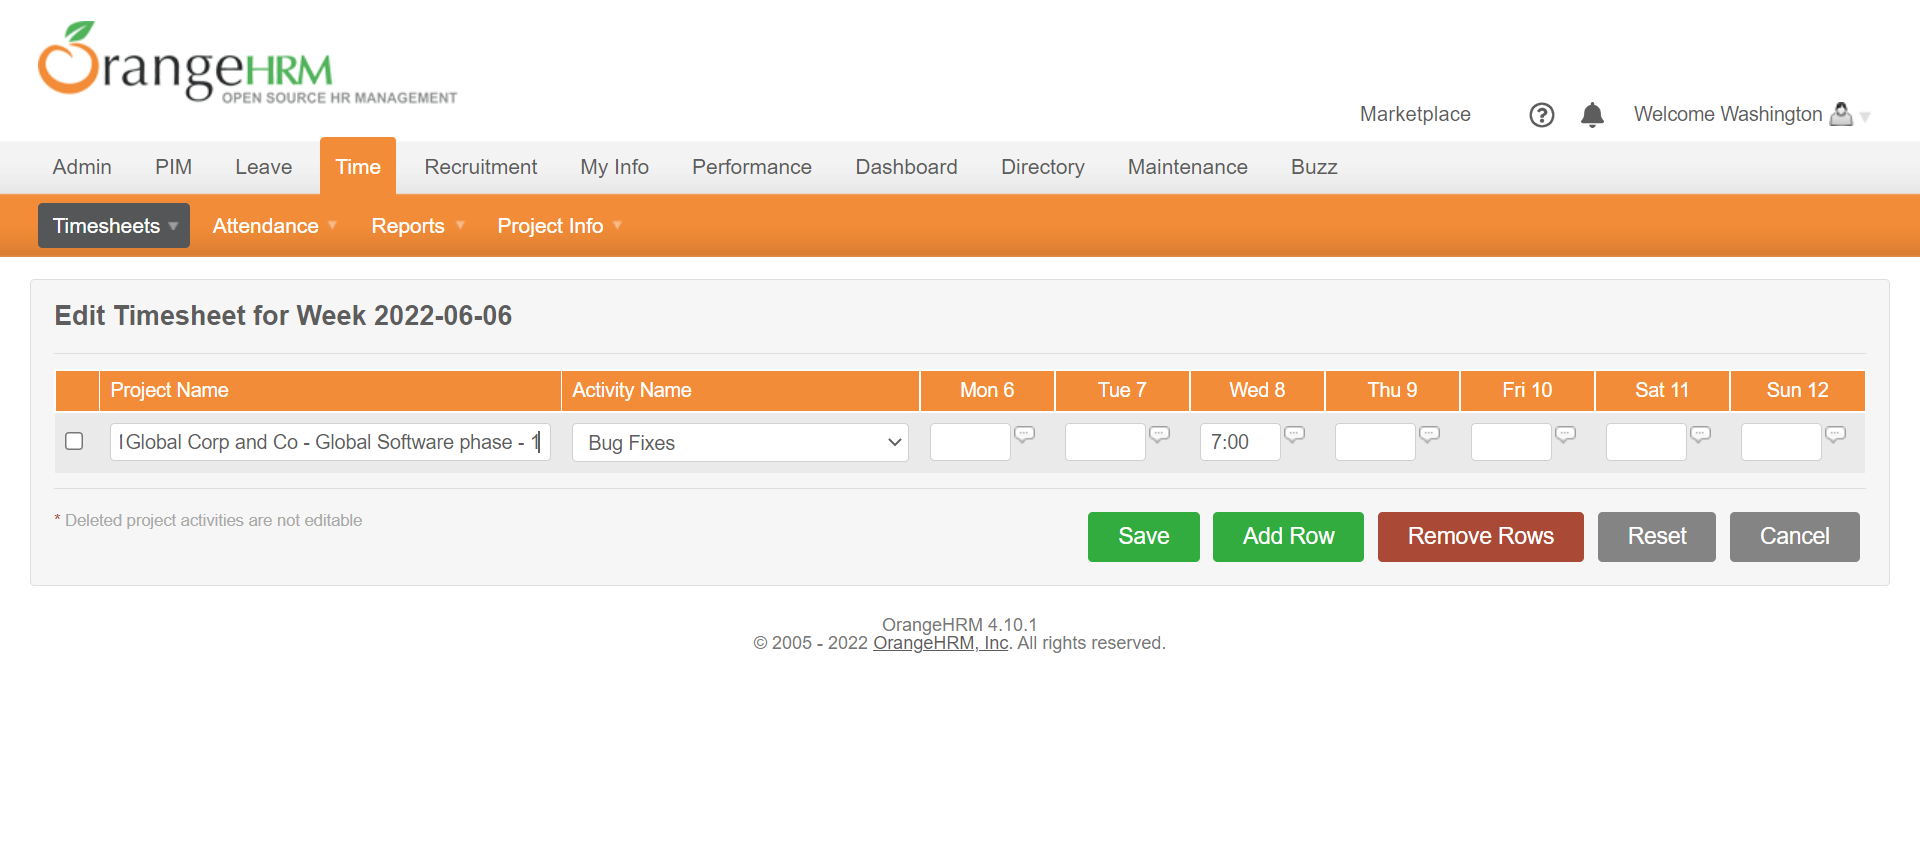 OrangeHRM
OPEN SOURCE HR MANAGEMENT
Marketplace ? Welcome Washington
Admin PIM Leave Time Recruitment My Info Performance Dashboard Directory Maintenance Buzz
Timesheets Attendance Reports Project Info
Edit Timesheet for Week 2022-06-06
Project Name Activity Name Mon 6 Tue 7 Wed 8 Thu 9 Fri 10 Sat 11 Sun 12
Global Corp and Co - Global Software phase - 1 Bug Fixes 7:00
* Deleted project activities are not editable
Save Add Row Remove Rows Reset Cancel
OrangeHRM 4.10.1
© 2005 - 2022 OrangeHRM, Inc. All rights reserved.